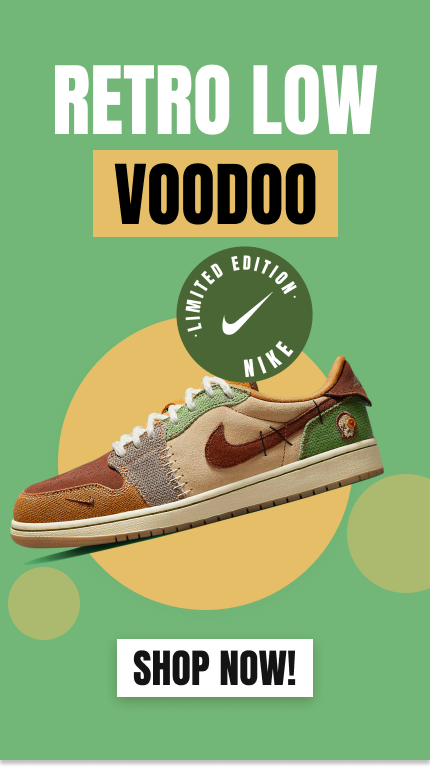 RETRO LOW
VOODOO
·LIMITED EDITION·
NIKE
SHOP NOW!